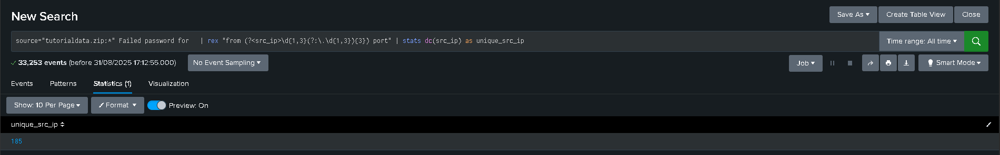 New Search
Save As
Create Table View
Close
source="tutorialdata.zip:*" Failed password for | rex "from (?<src_ip>\d{1,3}(?:\.\d{1,3}){3}) port" | stats dc(src_ip) as unique_src_ip
Time range: All time
33,253 events (before 31/08/2025 17:12:55.000)
No Event Sampling
Job
Smart Mode
Events
Patterns
Statistics (1)
Visualization
Show: 10 Per Page
Format
Preview: On
unique_src_ip
185